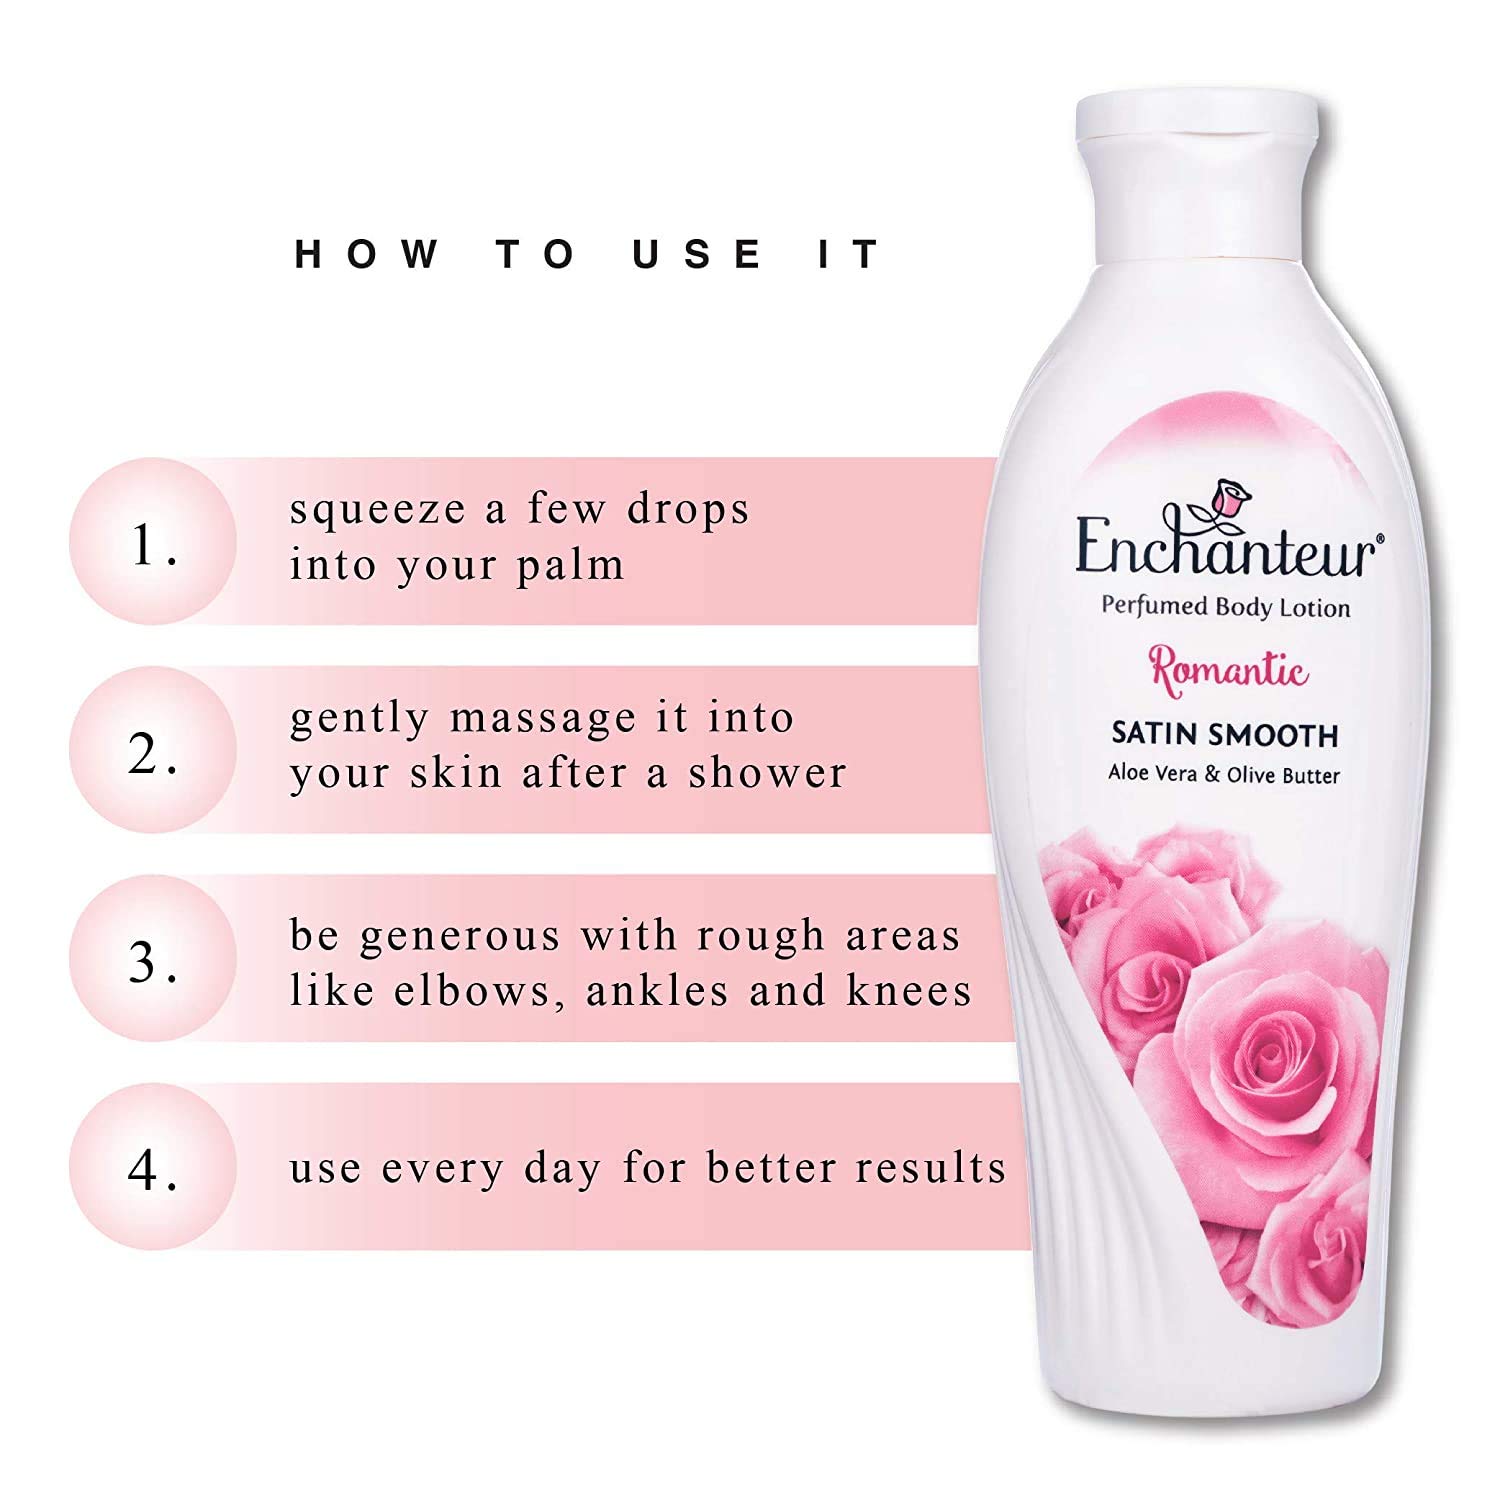 HOW TO USE IT
1.
squeeze a few drops
into your palm
2.
gently massage it into
your skin after a shower
3.
be generous with rough areas
like elbows, ankles and knees
4.
use every day for better results
Enchanteur®
Perfumed Body Lotion
Romantic
SATIN SMOOTH
Aloe Vera & Olive Butter